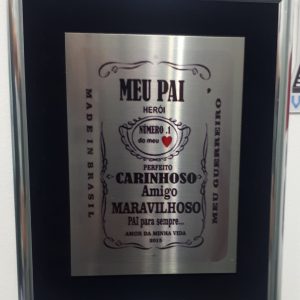 MEU PAI
HERÓI
NÚMERO .1
do meu
PERFEITO
CARINHOSO
Amigo
MARAVILHOSO
PAI para sempre...
AMOR DA MINHA VIDA
2015
MADE IN BRASIL
MEU GUERREIRO